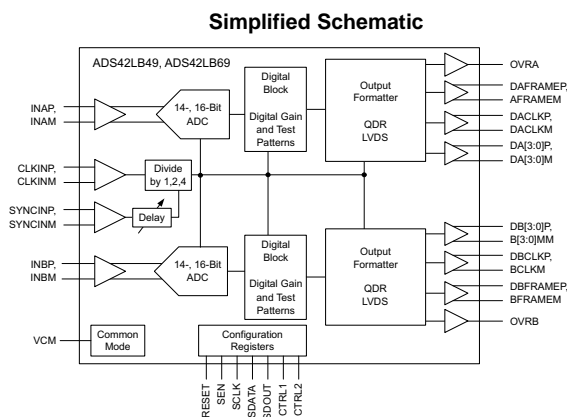 Simplified Schematic
ADS42LB49, ADS42LB69
INAP,
INAM
14-, 16-Bit
ADC
Digital
Block
Digital Gain
and Test
Patterns
Output
Formatter
QDR
LVDS
OVRA
DAFRAMEP,
AFRAMEM
DACLKP,
DACLKM
DA[3:0]P,
DA[3:0]M
CLKINP,
CLKINM
Divide
by 1,2,4
SYNCINP,
SYNCINM
Delay
INBP,
INBM
14-, 16-Bit
ADC
Digital
Block
Digital Gain
and Test
Patterns
Output
Formatter
QDR
LVDS
DB[3:0]P,
B[3:0]MM
DBCLKP,
BCLKM
DBFRAMEP,
BFRAMEM
OVRB
VCM
Common
Mode
Configuration
Registers
RESET
SEN
SCLK
SDATA
SDOUT
CTRL1
CTRL2